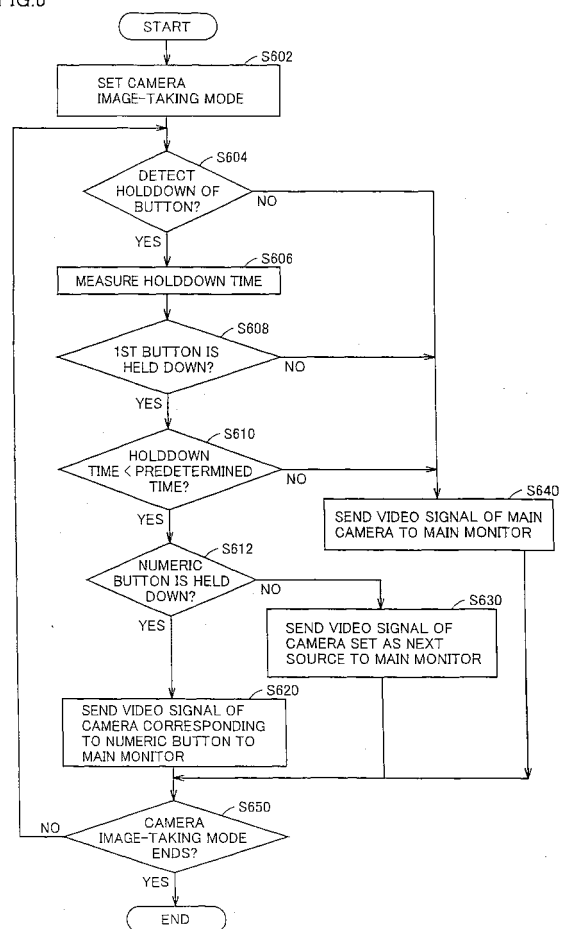 START
S602
SET CAMERA
IMAGE-TAKING MODE
S604
DETECT
HOLDDOWN OF
BUTTON?
NO
YES
S606
MEASURE HOLDDOWN TIME
S608
1ST BUTTON IS
HELD DOWN?
NO
YES
S610
HOLDDOWN
TIME < PREDETERMINED
TIME?
NO
YES
S640
SEND VIDEO SIGNAL OF MAIN
CAMERA TO MAIN MONITOR
S612
NUMERIC
BUTTON IS HELD
DOWN?
NO
YES
S630
SEND VIDEO SIGNAL OF
CAMERA SET AS NEXT
SOURCE TO MAIN MONITOR
S620
SEND VIDEO SIGNAL OF
CAMERA CORRESPONDING
TO NUMERIC BUTTON TO
MAIN MONITOR
S650
CAMERA
IMAGE-TAKING MODE
ENDS?
NO
YES
END